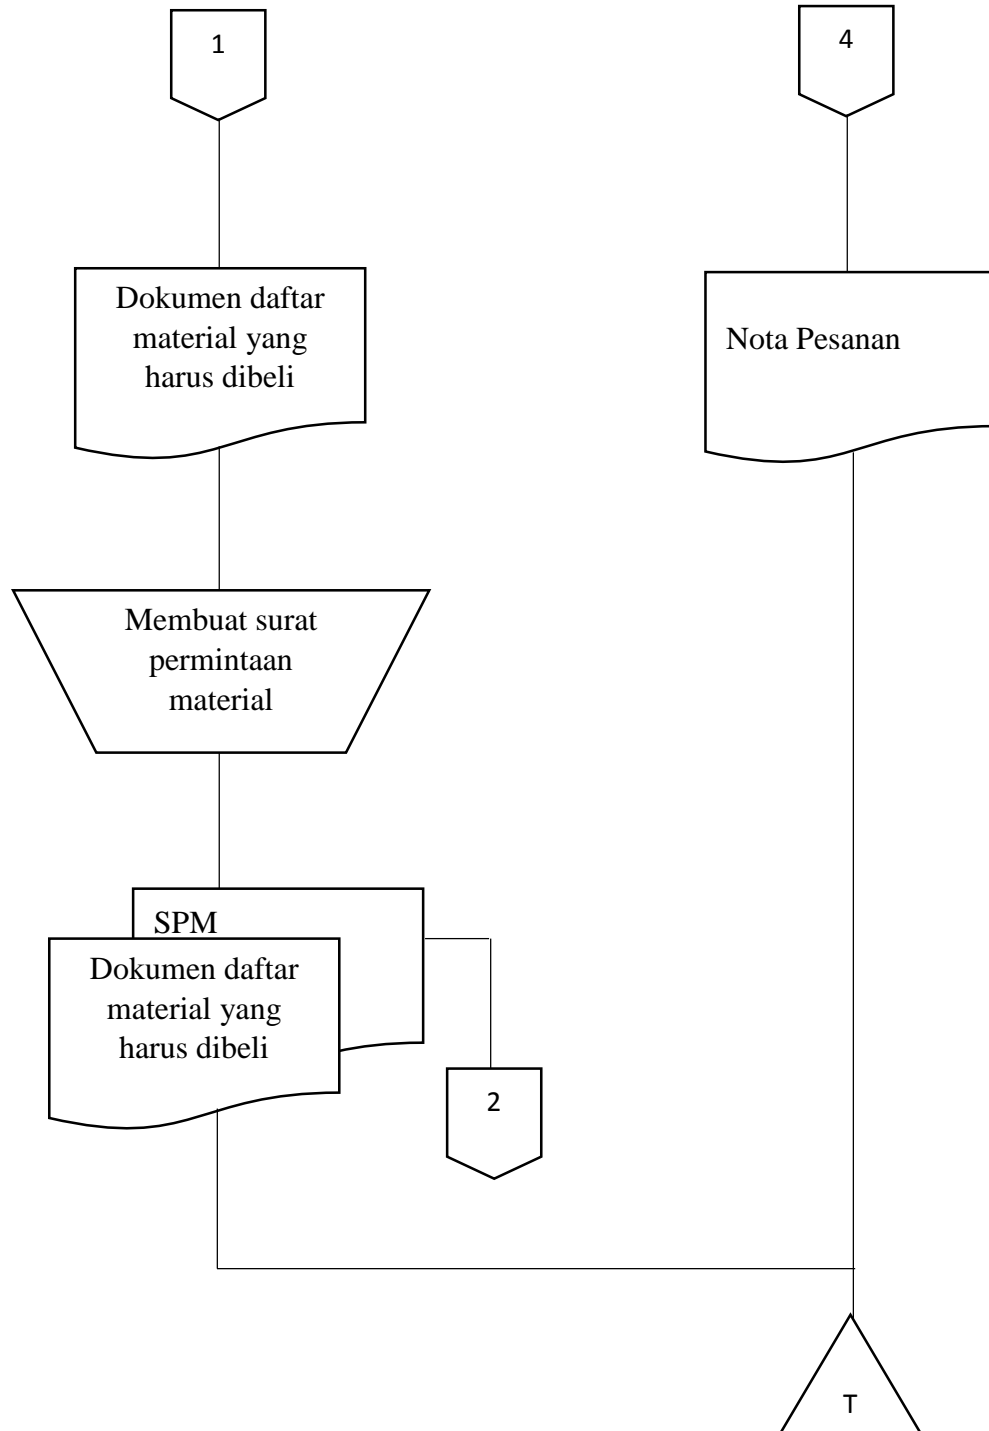 1
4
Dokumen daftar
material yang
harus dibeli
Nota Pesanan
Membuat surat
permintaan
material
SPM
Dokumen daftar
material yang
harus dibeli
2
T